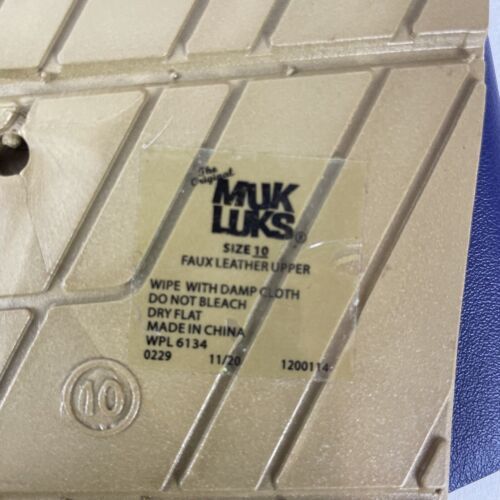 The
Original
MUK
LUKS®
SIZE 10
FAUX LEATHER UPPER
WIPE WITH DAMP CLOTH
DO NOT BLEACH
DRY FLAT
MADE IN CHINA
WPL 6134
0229 11/20 1200114-
10